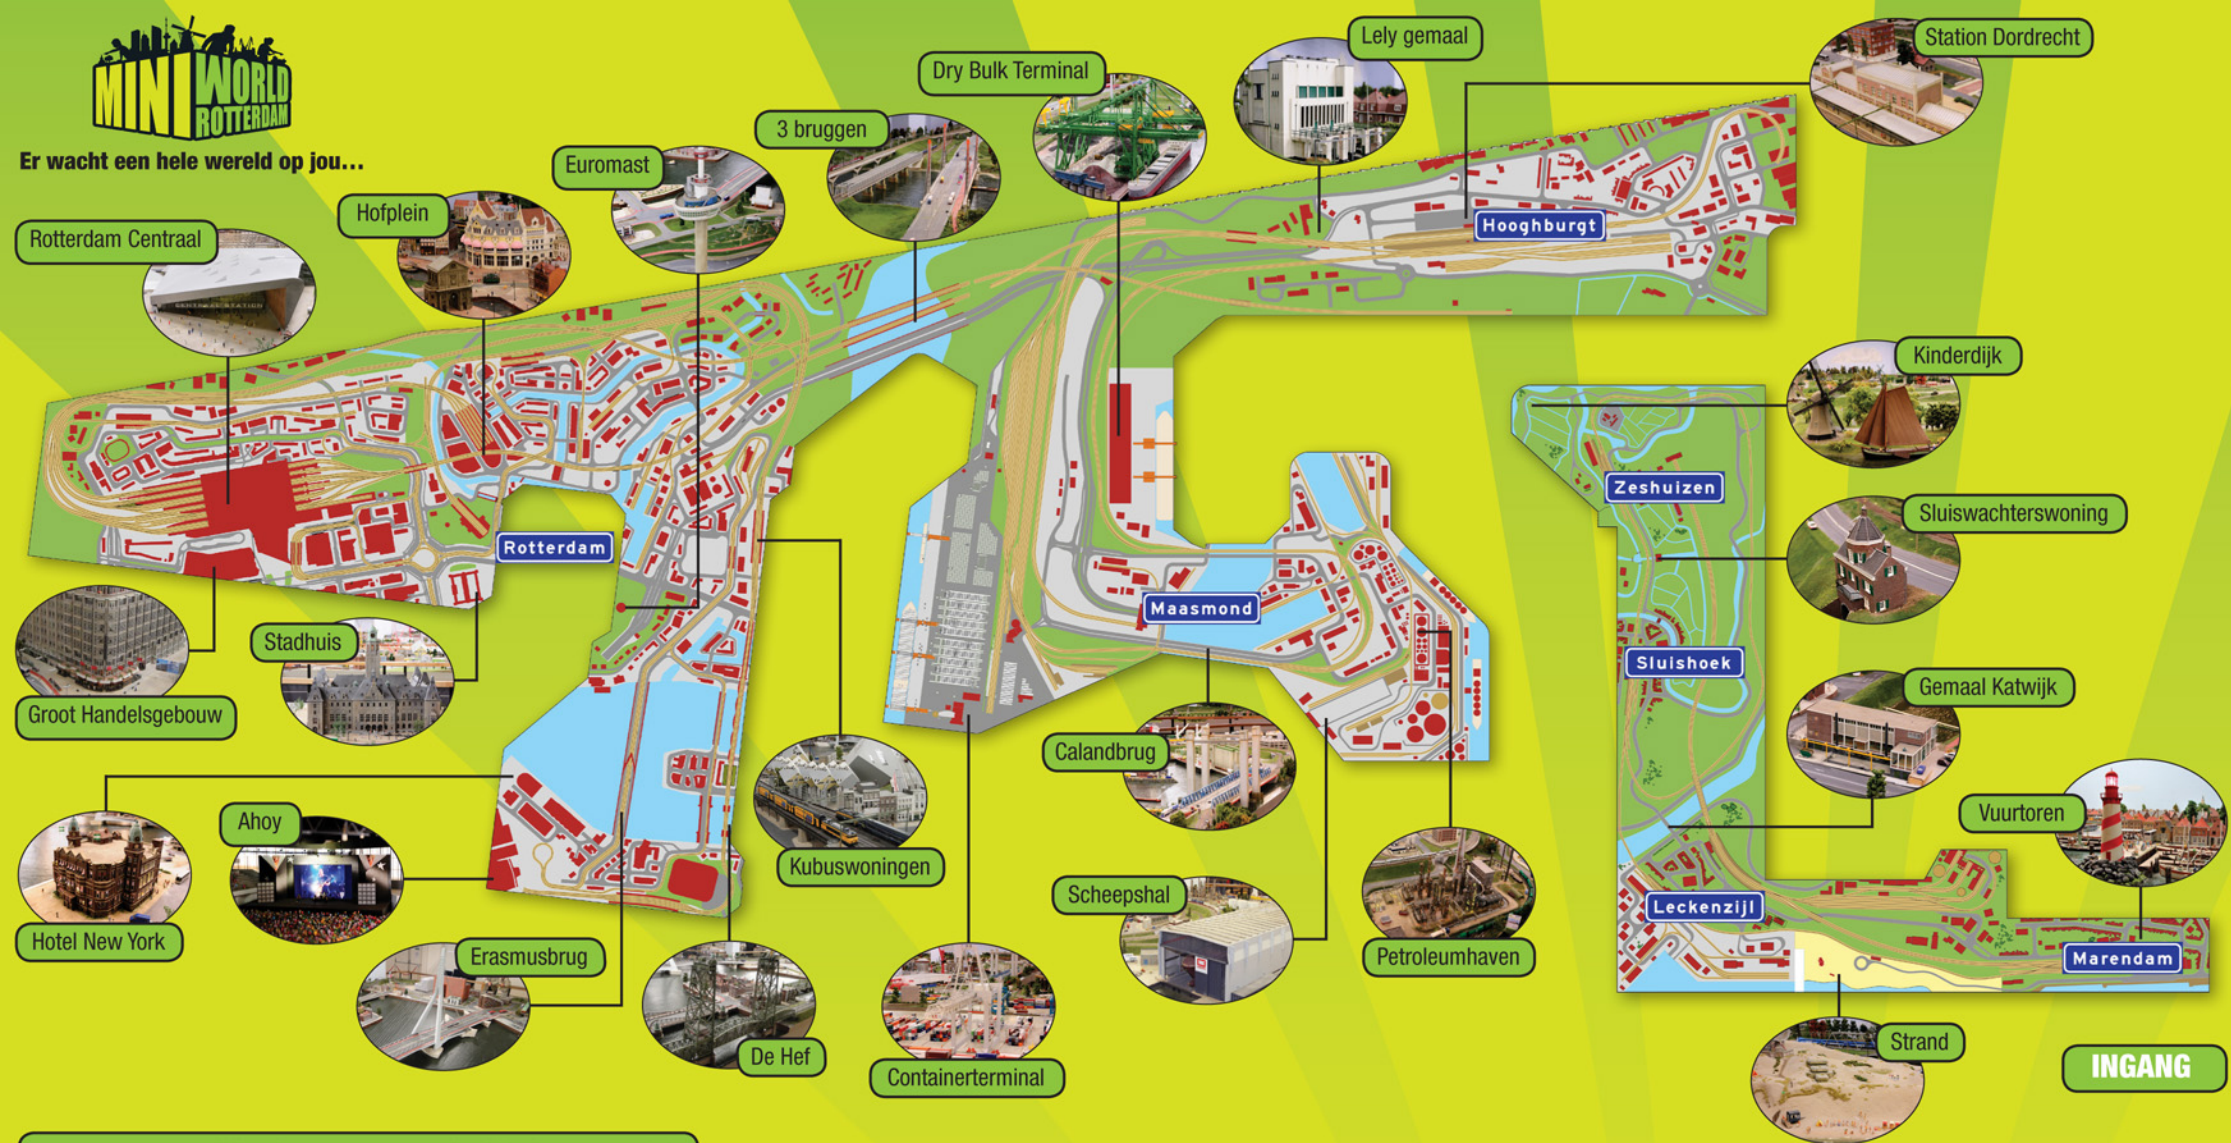 MINI WORLD
ROTTERDAM
Er wacht een hele wereld op jou...
Rotterdam Centraal
Hofplein
Euromast
3 bruggen
Dry Bulk Terminal
Lely gemaal
Station Dordrecht
Hooghburgt
Kinderdijk
Zeshuizen
Sluiswachterswoning
Rotterdam
Maasmond
Stadhuis
Sluishoek
Groot Handelsgebouw
Gemaal Katwijk
Calandbrug
Vuurtoren
Ahoy
Kubuswoningen
Scheepshal
Leckenzijl
Hotel New York
Erasmusbrug
Petroleumhaven
Marendam
De Hef
Containerterminal
Strand
INGANG